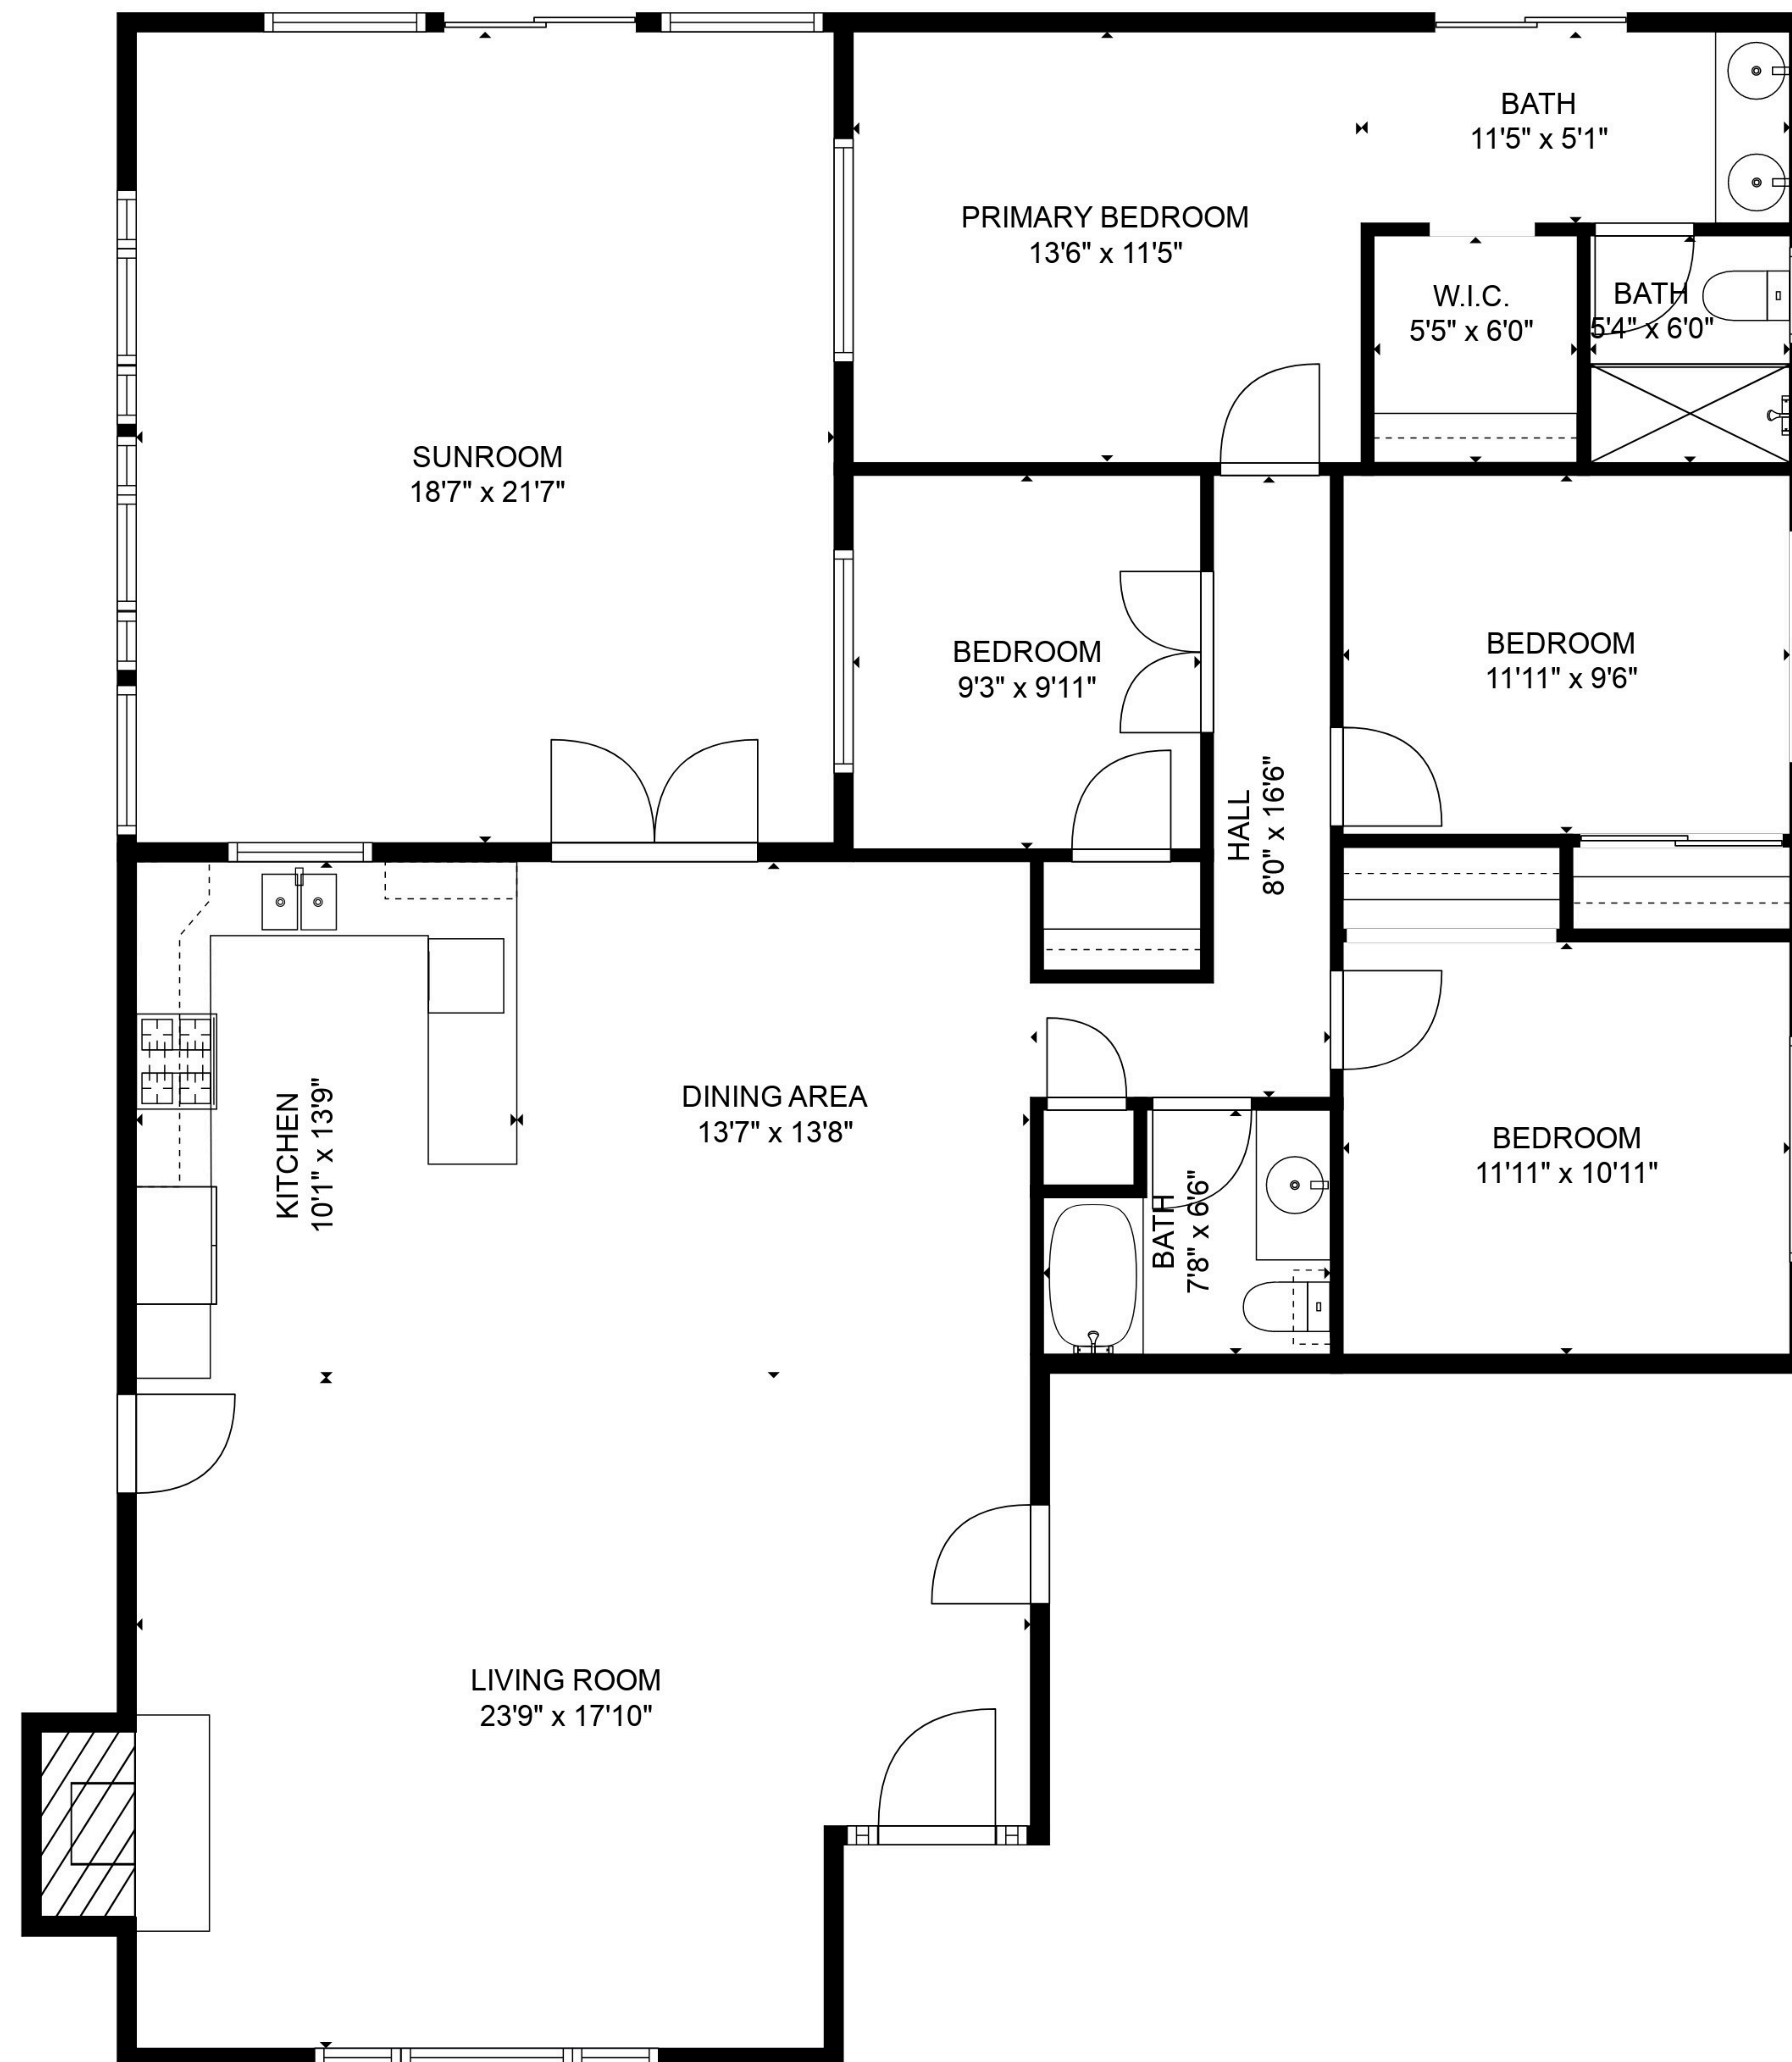 BATH
11'5" x 5'1"
PRIMARY BEDROOM
13'6" x 11'5"
W.I.C.
5'5" x 6'0"
BATH
5'4" x 6'0"
SUNROOM
18'7" x 21'7"
BEDROOM
9'3" x 9'11"
BEDROOM
11'11" x 9'6"
HALL
8'0" x 16'6"
KITCHEN
10'1" x 13'9"
DINING AREA
13'7" x 13'8"
BATH
7'8" x 6'6"
BEDROOM
11'11" x 10'11"
LIVING ROOM
23'9" x 17'10"